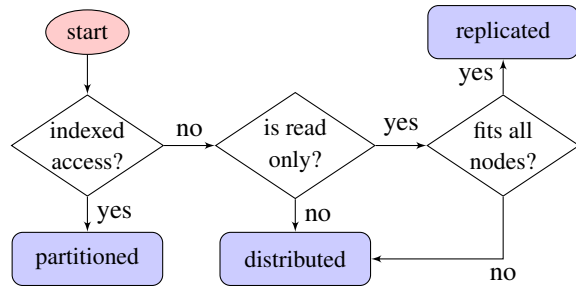 start
replicated
indexed
access?
no
is read
only?
yes
fits all
nodes?
yes
yes
no
no
partitioned
distributed